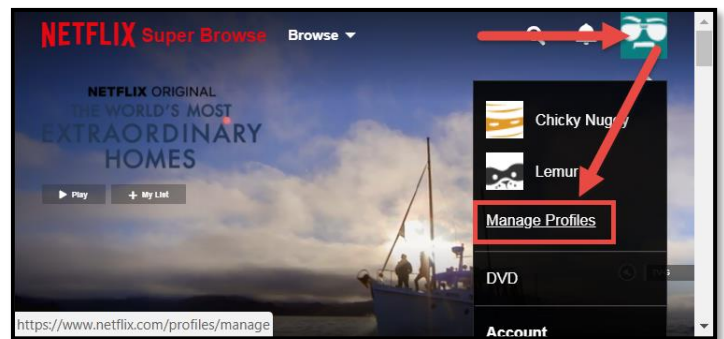 NETFLIX Super Browse Browse
NETFLIX ORIGINAL
THE WORLD'S MOST
EXTRAORDINARY
HOMES
Play + My List
Chicky Nuggy
Lemur
Manage Profiles
DVD
Account
https://www.netflix.com/profiles/manage